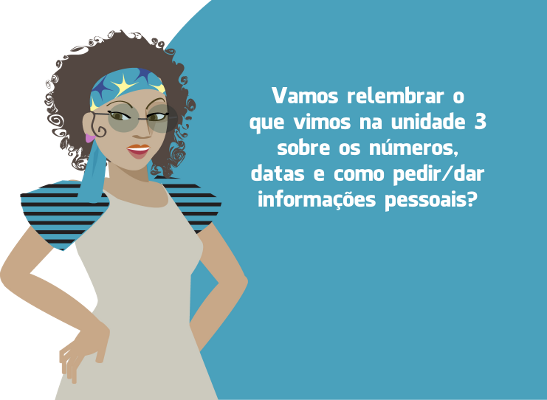 Vamos relembrar o
que vimos na unidade 3
sobre os números,
datas e como pedir/dar
informações pessoais?